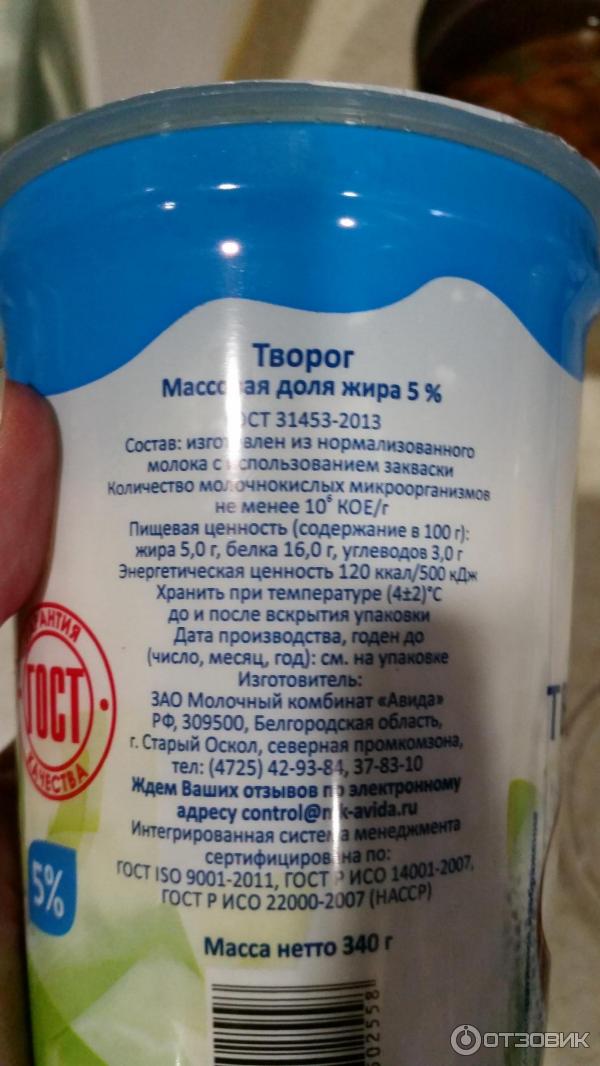 Творог
Массовая доля жира 5 %
ГОСТ 31453-2013
Состав: изготовлен из нормализованного
молока с использованием закваски
Количество молочнокислых микроорганизмов
не менее 10⁶ КОЕ/г
Пищевая ценность (содержание в 100 г):
жира 5,0 г, белка 16,0 г, углеводов 3,0 г
Энергетическая ценность 120 ккал/500 кДж
Хранить при температуре (4±2)°С
до и после вскрытия упаковки
Дата производства, годен до
(число, месяц, год): см. на упаковке
Изготовитель:
ЗАО Молочный комбинат «Авида»
РФ, 309500, Белгородская область,
г. Старый Оскол, северная промкомзона,
тел: (4725) 42-93-84, 37-83-10
Ждем Ваших отзывов по электронному
адресу control@mk-avida.ru
Интегрированная система менеджмента
сертифицирована по:
ГОСТ ISO 9001-2011, ГОСТ Р ИСО 14001-2007,
ГОСТ Р ИСО 22000-2007 (НАССР)
Масса нетто 340 г
ГАРАНТИЯ
ГОСТ
КАЧЕСТВА
5%
ОТЗОВИК